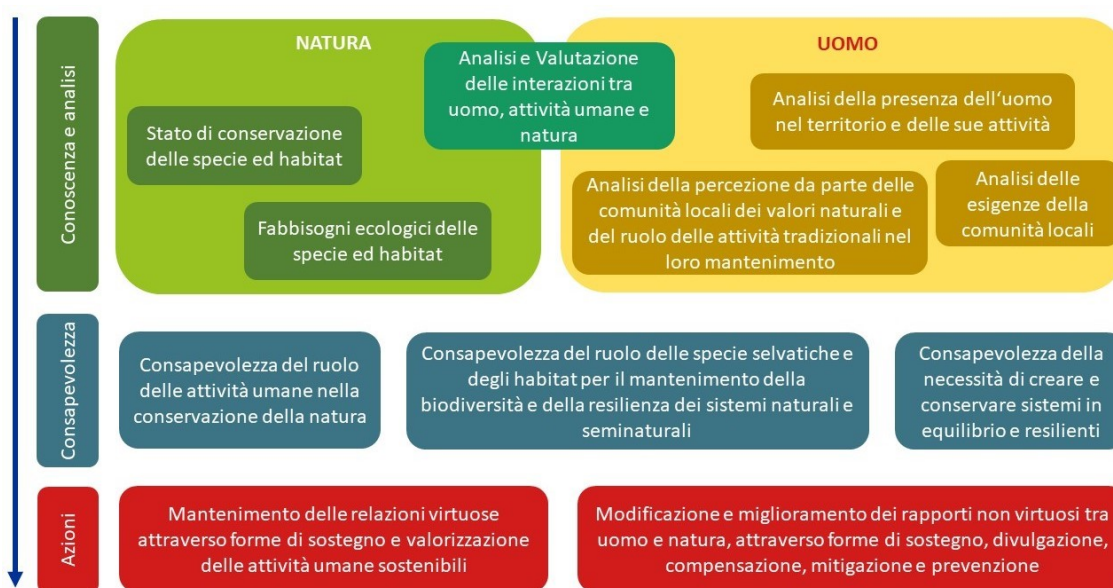 Conoscenza e analisi
NATURA
Stato di conservazione
delle specie ed habitat
Fabbisogni ecologici delle
specie ed habitat
Analisi e Valutazione
delle interazioni tra
uomo, attività umane e
natura
UOMO
Analisi della presenza dell‘uomo
nel territorio e delle sue attività
Analisi della percezione da parte delle
comunità locali dei valori naturali e
del ruolo delle attività tradizionali nel
loro mantenimento
Analisi delle
esigenze della
comunità locali
Consapevolezza
Consapevolezza del ruolo
delle attività umane nella
conservazione della natura
Consapevolezza del ruolo delle specie selvatiche e
degli habitat per il mantenimento della
biodiversità e della resilienza dei sistemi naturali e
seminaturali
Consapevolezza della
necessità di creare e
conservare sistemi in
equilibrio e resilienti
Azioni
Mantenimento delle relazioni virtuose
attraverso forme di sostegno e valorizzazione
delle attività umane sostenibili
Modificazione e miglioramento dei rapporti non virtuosi tra
uomo e natura, attraverso forme di sostegno, divulgazione,
compensazione, mitigazione e prevenzione